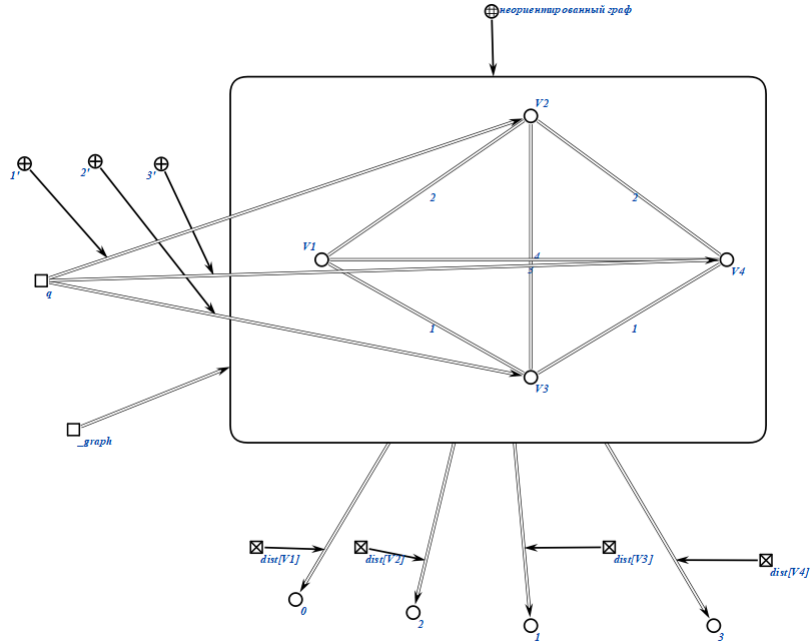 неориентированный граф
V2
1'
2'
3'
2
2
V1
4
V4
5
q
1
1
V3
_graph
dist[V1]
dist[V2]
dist[V3]
dist[V4]
0
2
1
3